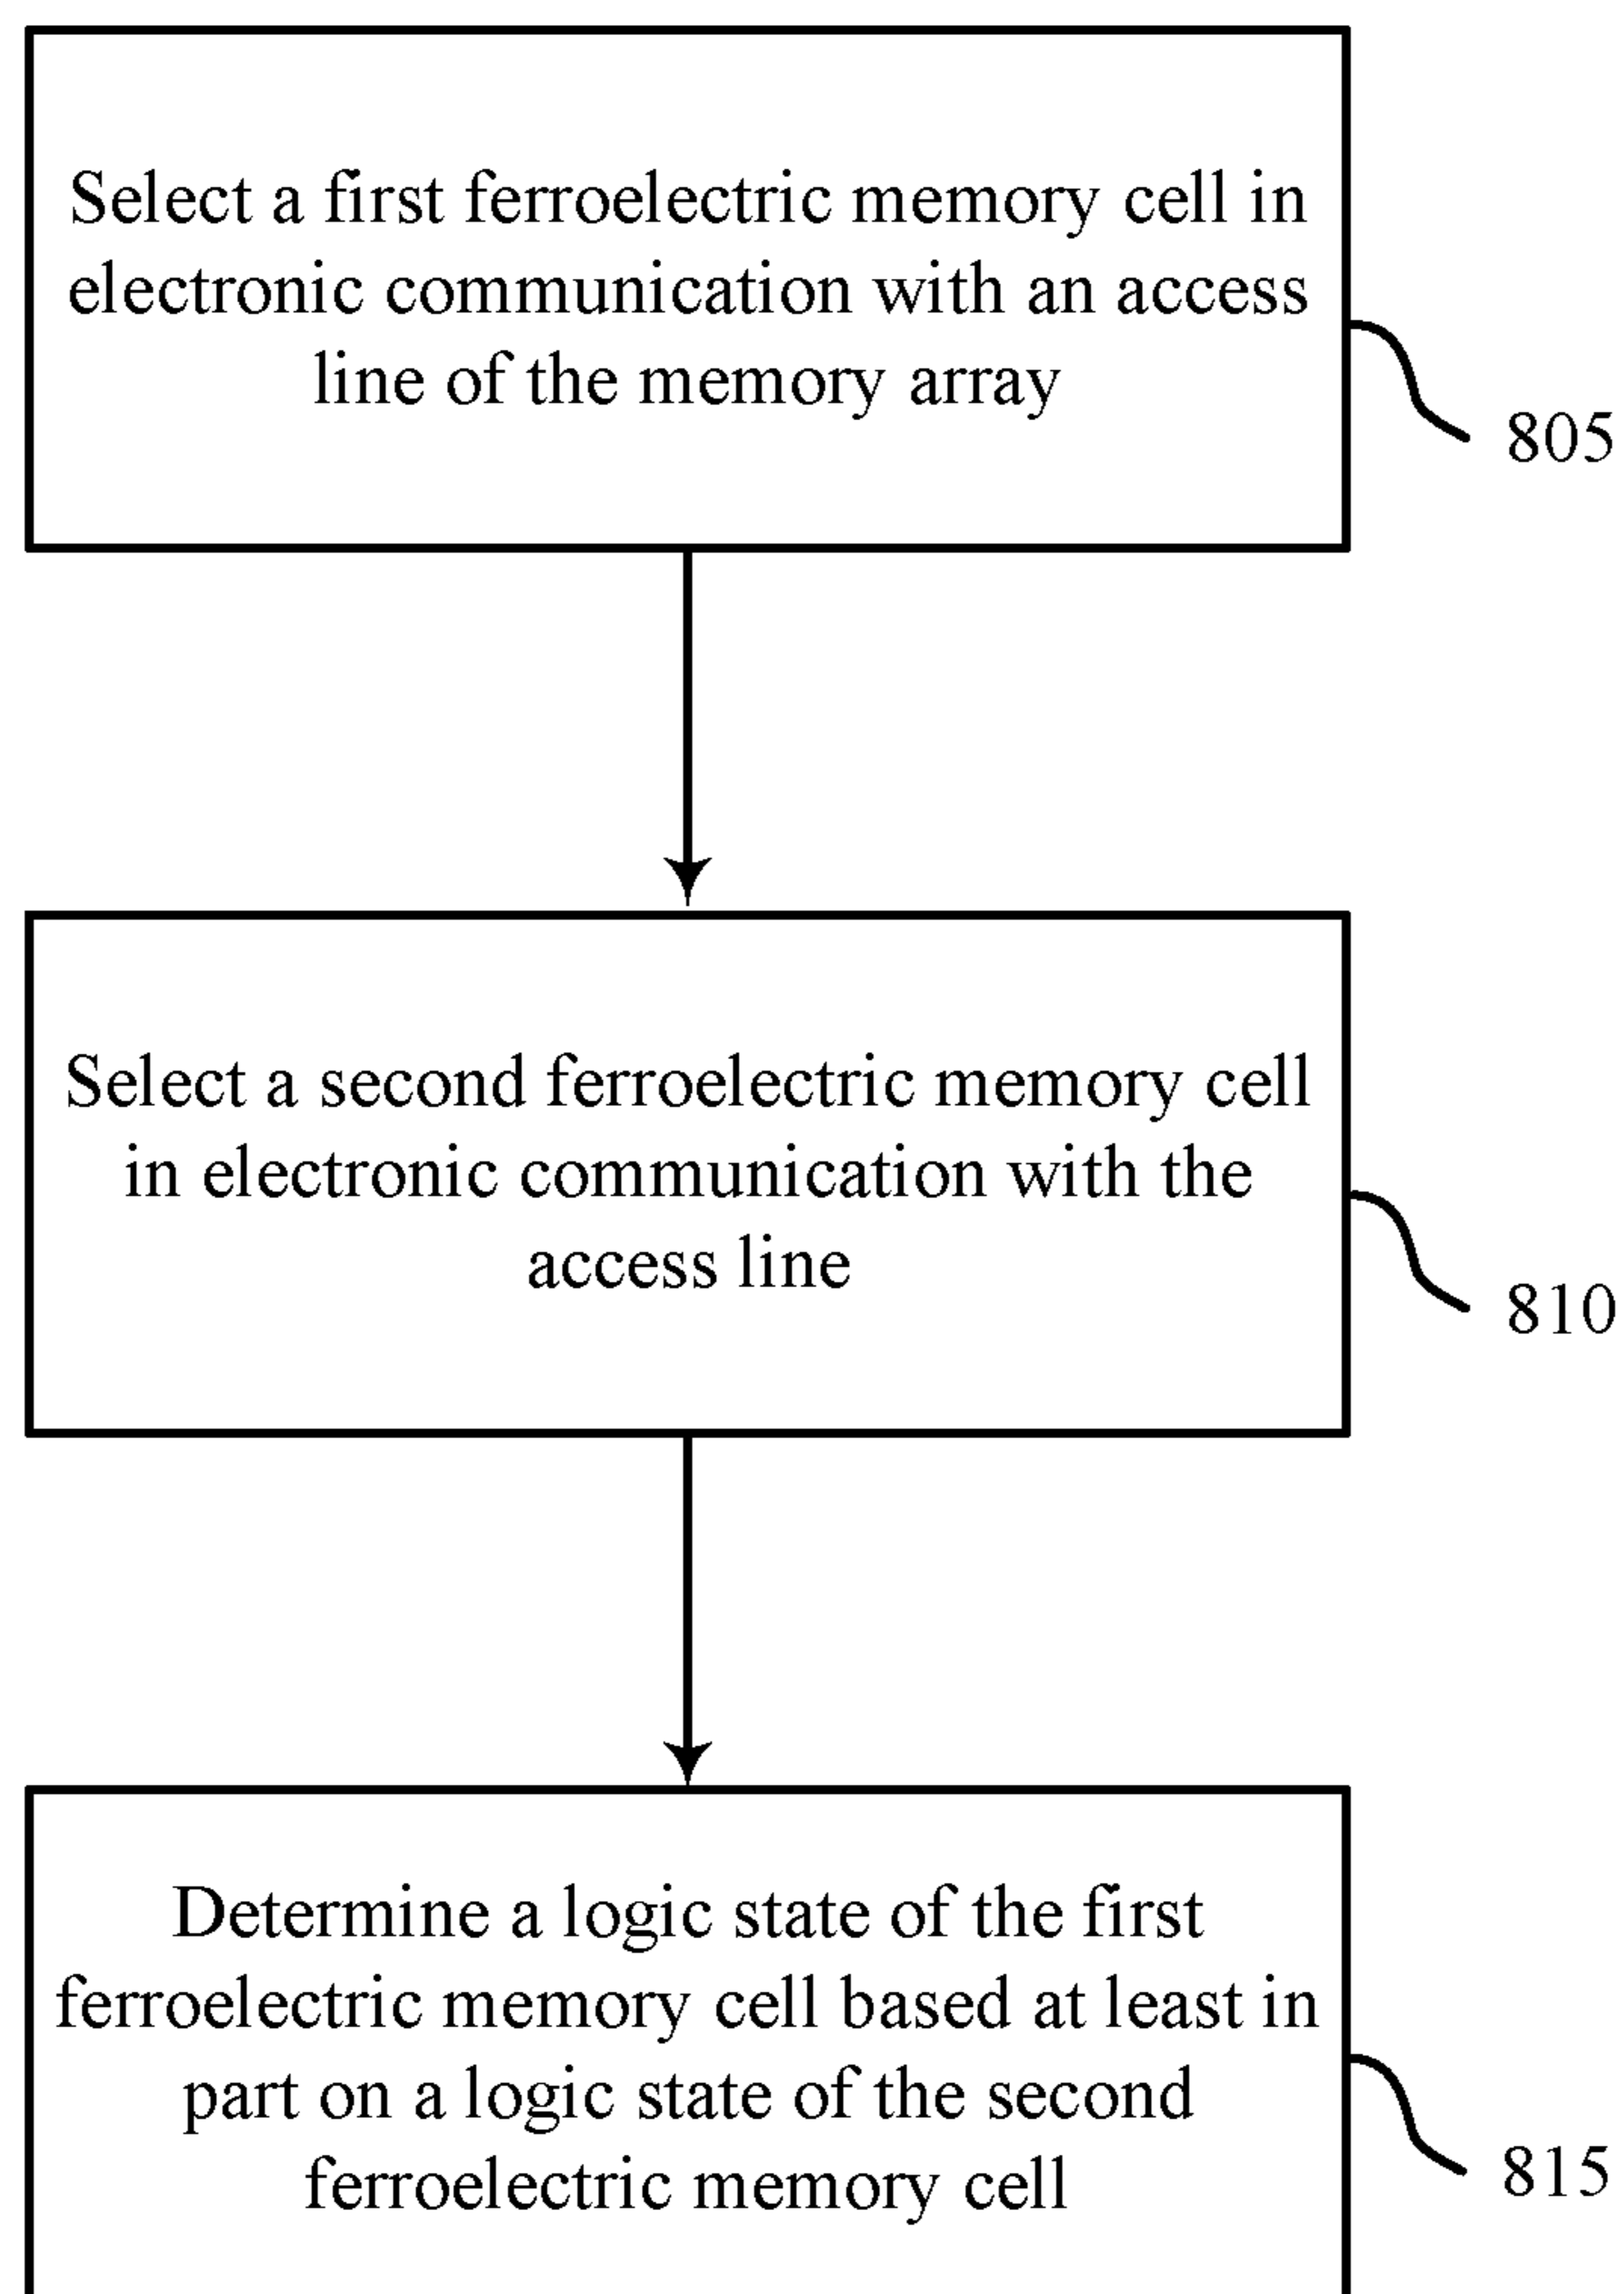 Select a first ferroelectric memory cell in
electronic communication with an access
line of the memory array
805
Select a second ferroelectric memory cell
in electronic communication with the
access line
810
Determine a logic state of the first
ferroelectric memory cell based at least in
part on a logic state of the second
ferroelectric memory cell
815